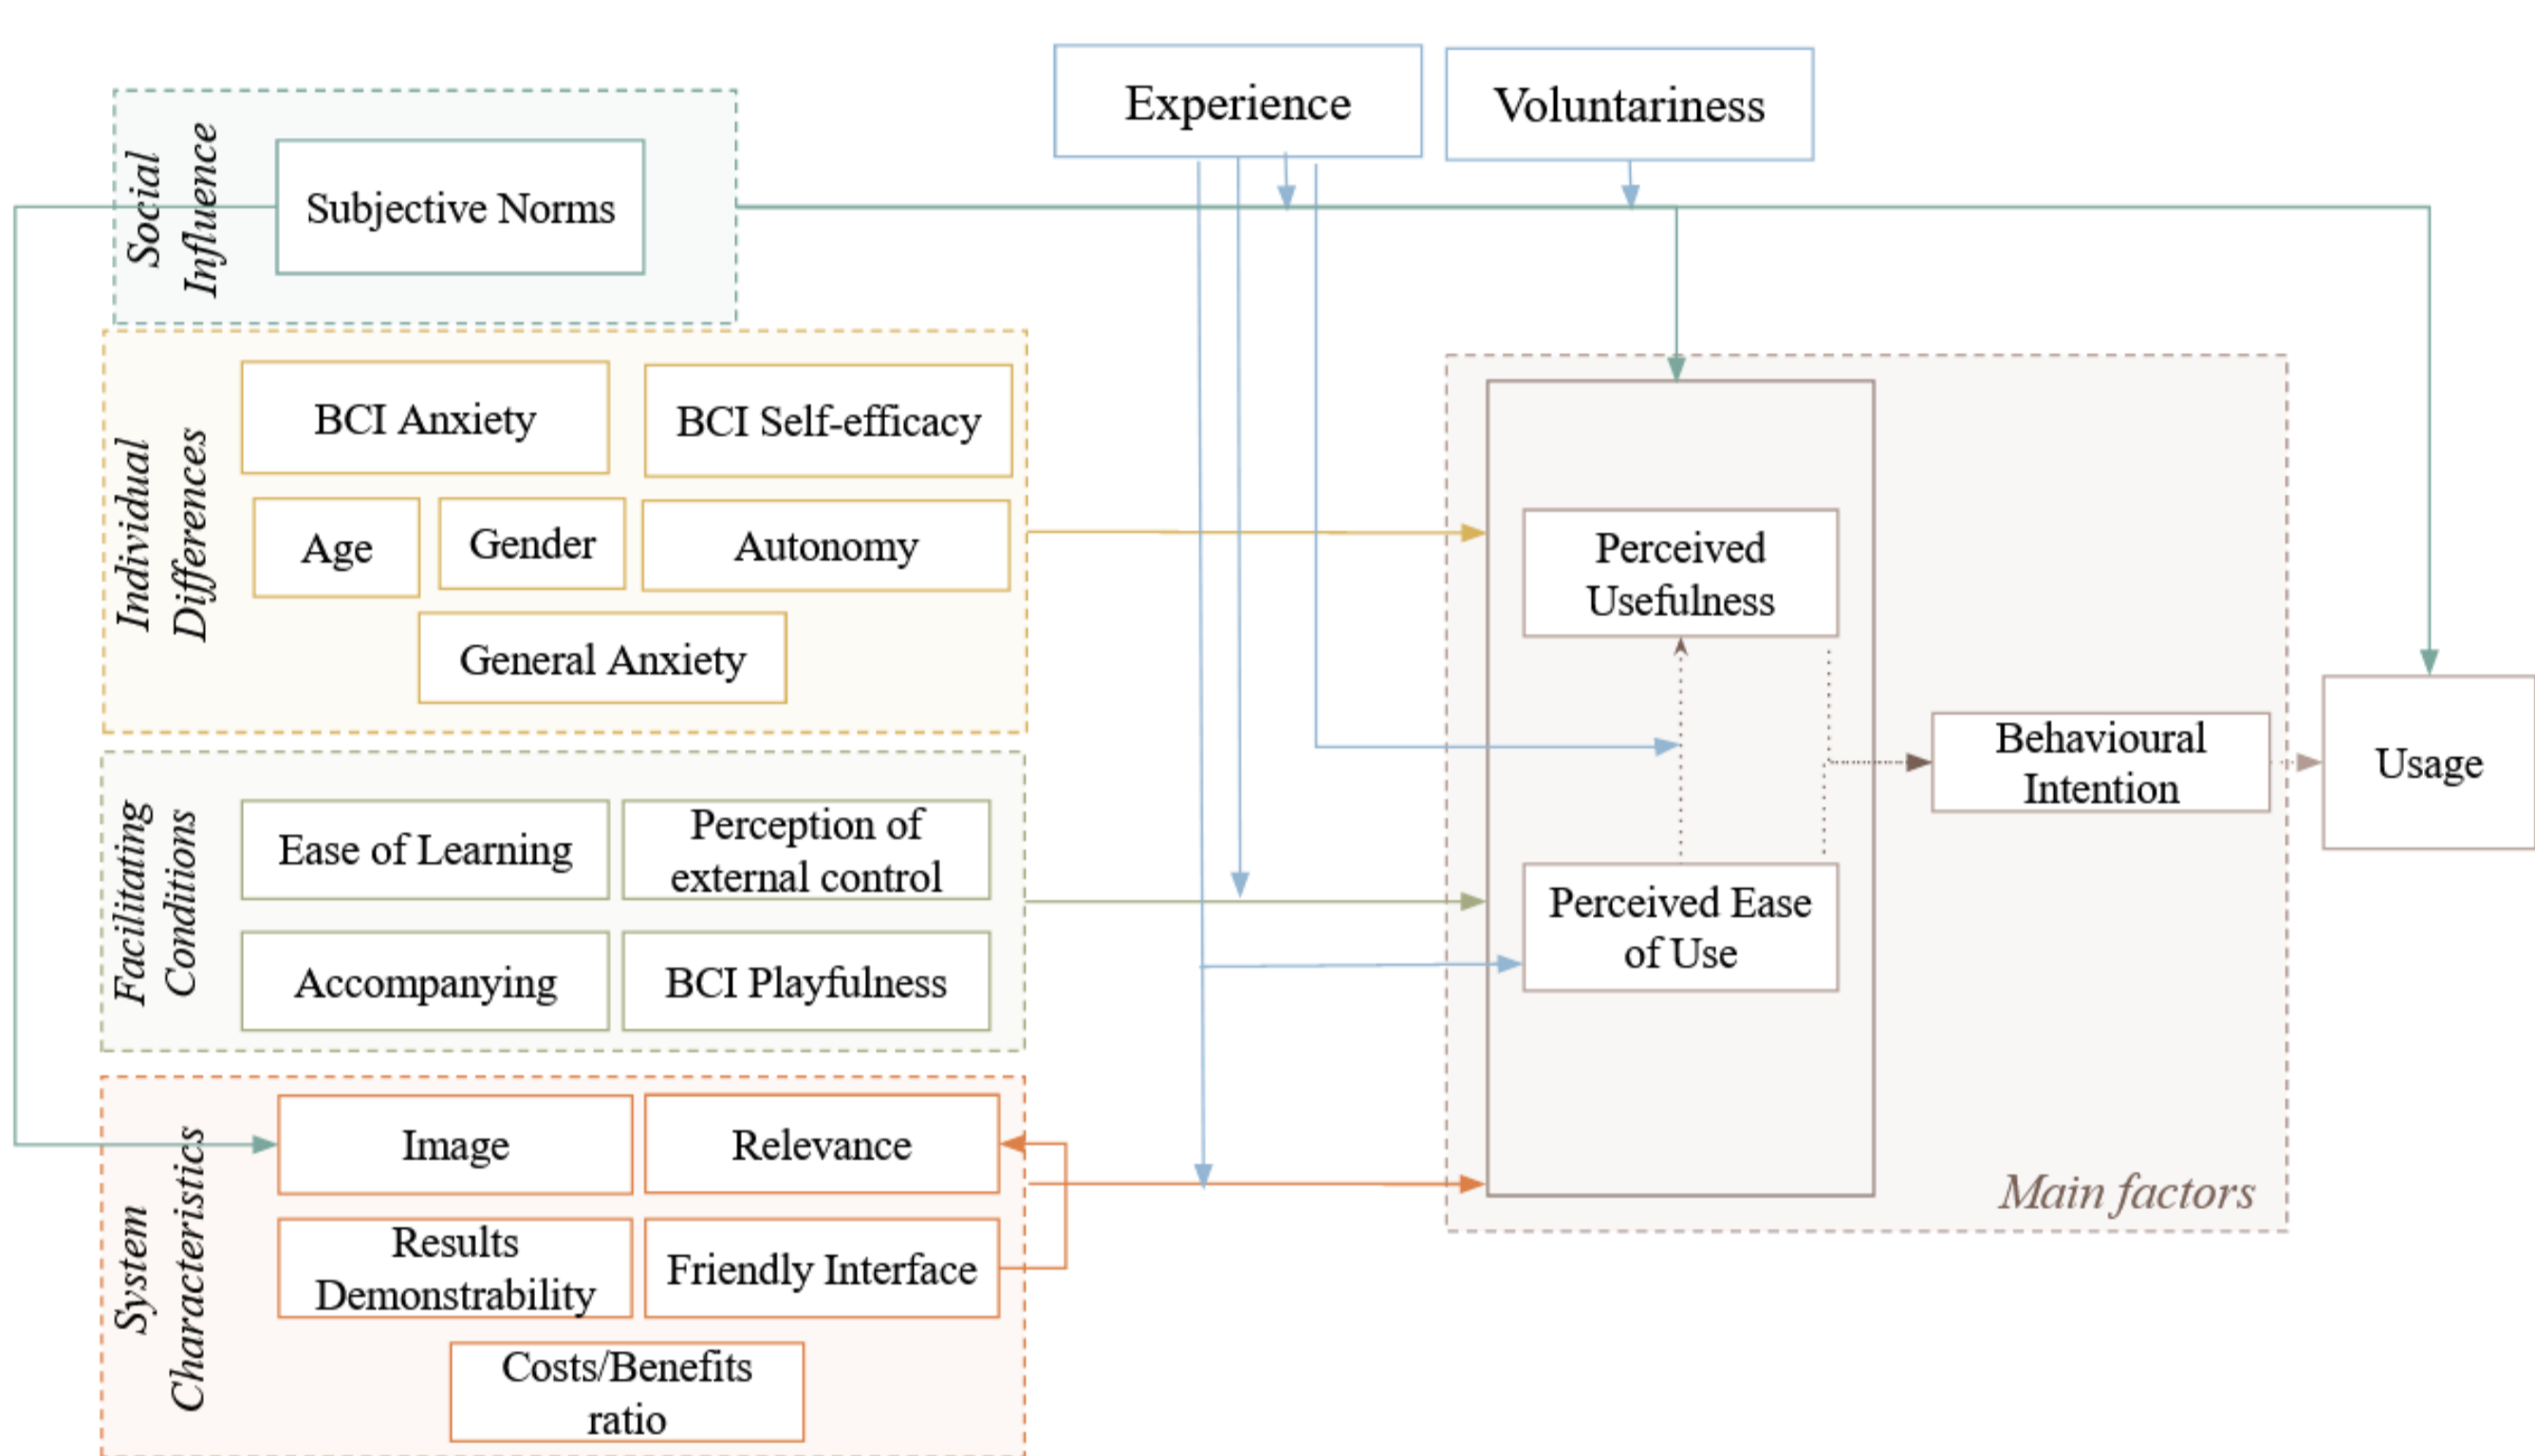 Experience
Voluntariness
Social
Influence
Subjective Norms
Individual
Differences
BCI Anxiety
BCI Self-efficacy
Age
Gender
Autonomy
General Anxiety
Facilitating
Conditions
Ease of Learning
Perception of
external control
Accompanying
BCI Playfulness
System
Characteristics
Image
Relevance
Results
Demonstrability
Friendly Interface
Costs/Benefits
ratio
Perceived
Usefulness
Perceived Ease
of Use
Behavioural
Intention
Main factors
Usage